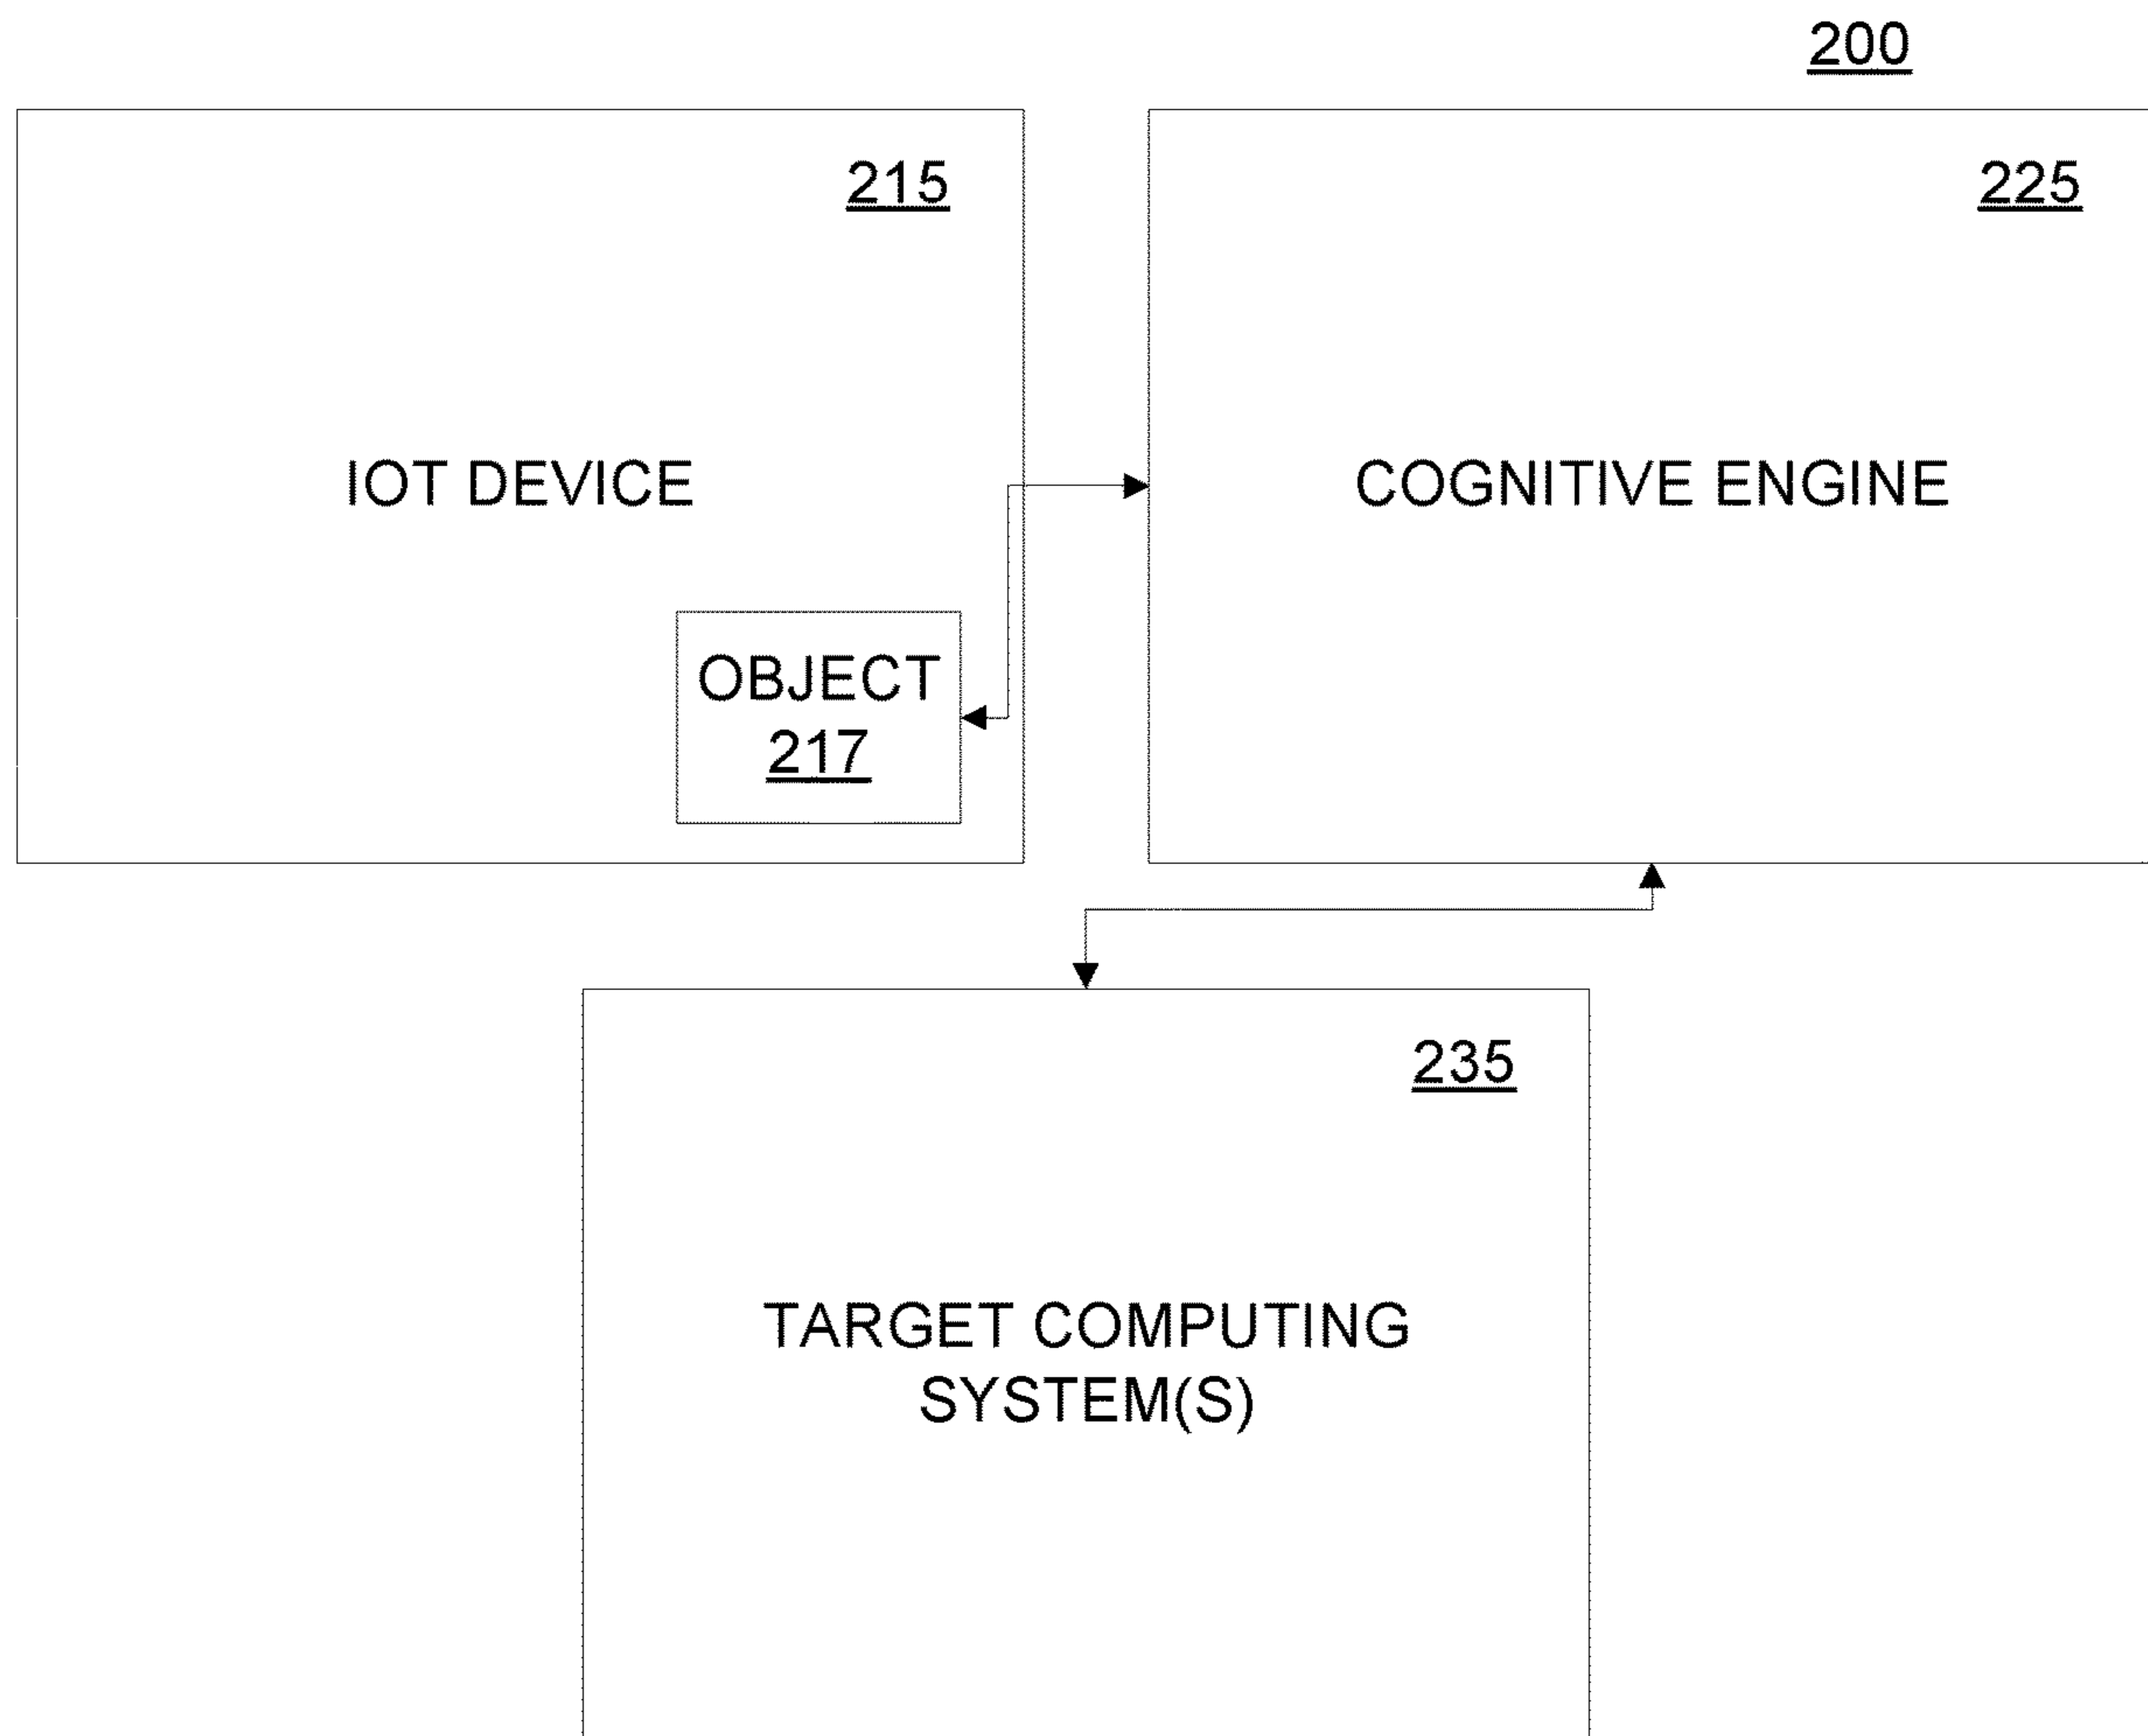 200
215
IOT DEVICE
OBJECT
217
225
COGNITIVE ENGINE
235
TARGET COMPUTING
SYSTEM(S)